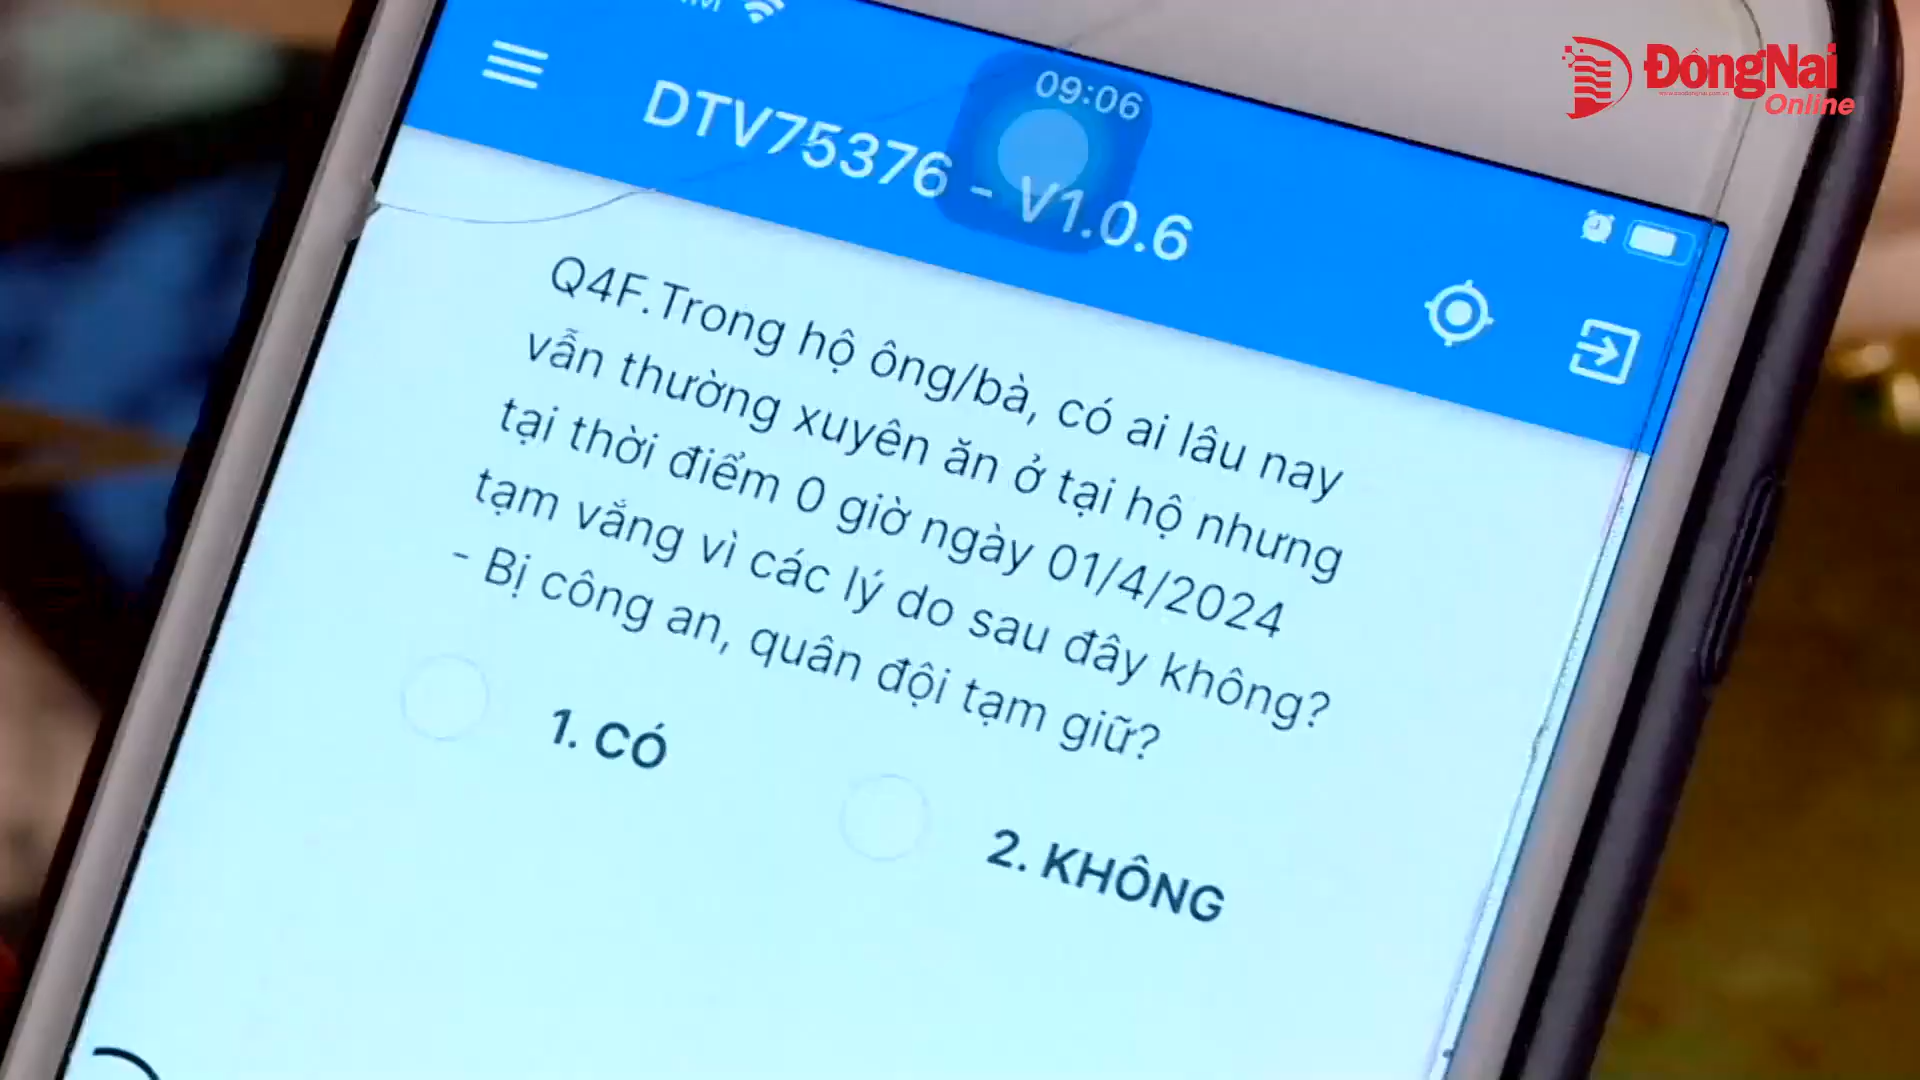 ĐồngNai
Online
09:06
DTV75376 - V1.0.6
Q4F.Trong hộ ông/bà, có ai lâu nay
vẫn thường xuyên ăn ở tại hộ nhưng
tại thời điểm 0 giờ ngày 01/4/2024
tạm vắng vì các lý do sau đây không?
- Bị công an, quân đội tạm giữ?
1. CÓ
2. KHÔNG